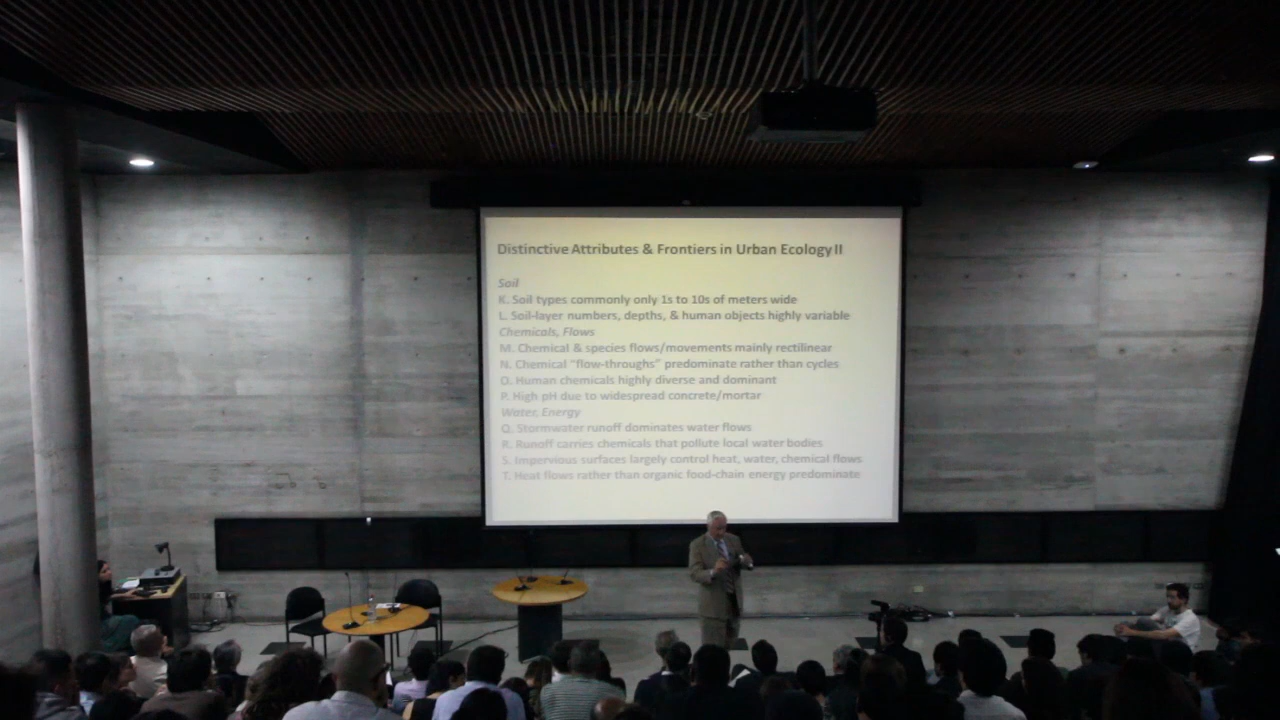 Distinctive Attributes & Frontiers in Urban Ecology II
Soil
K. Soil types commonly only 1s to 10s of meters wide
L. Soil-layer numbers, depths, & human objects highly variable
Chemicals, Flows
M. Chemical & species flows/movements mainly rectilinear
N. Chemical "flow-throughs" predominate rather than cycles
O. Human chemicals highly diverse and dominant
P. High pH due to widespread concrete/mortar
Water, Energy
Q. Stormwater runoff dominates water flows
R. Runoff carries chemicals that pollute local water bodies
S. Impervious surfaces largely control heat, water, chemical flows
T. Heat flows rather than organic food-chain energy predominate